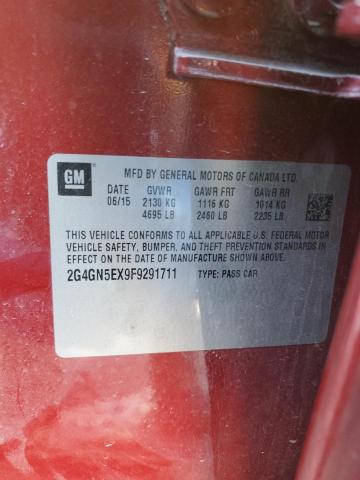 GM
MFD BY GENERAL MOTORS OF CANADA LTD.
DATE GVWR GAWR FRT GAWR RR
06/15 2130 KG 1116 KG 1014 KG
4695 LB 2460 LB 2235 LB
THIS VEHICLE CONFORMS TO ALL APPLICABLE U.S. FEDERAL MOTOR
VEHICLE SAFETY, BUMPER, AND THEFT PREVENTION STANDARDS IN
EFFECT ON THE DATE OF MANUFACTURE SHOWN ABOVE.
2G4GN5EX9F9291711 TYPE: PASS CAR